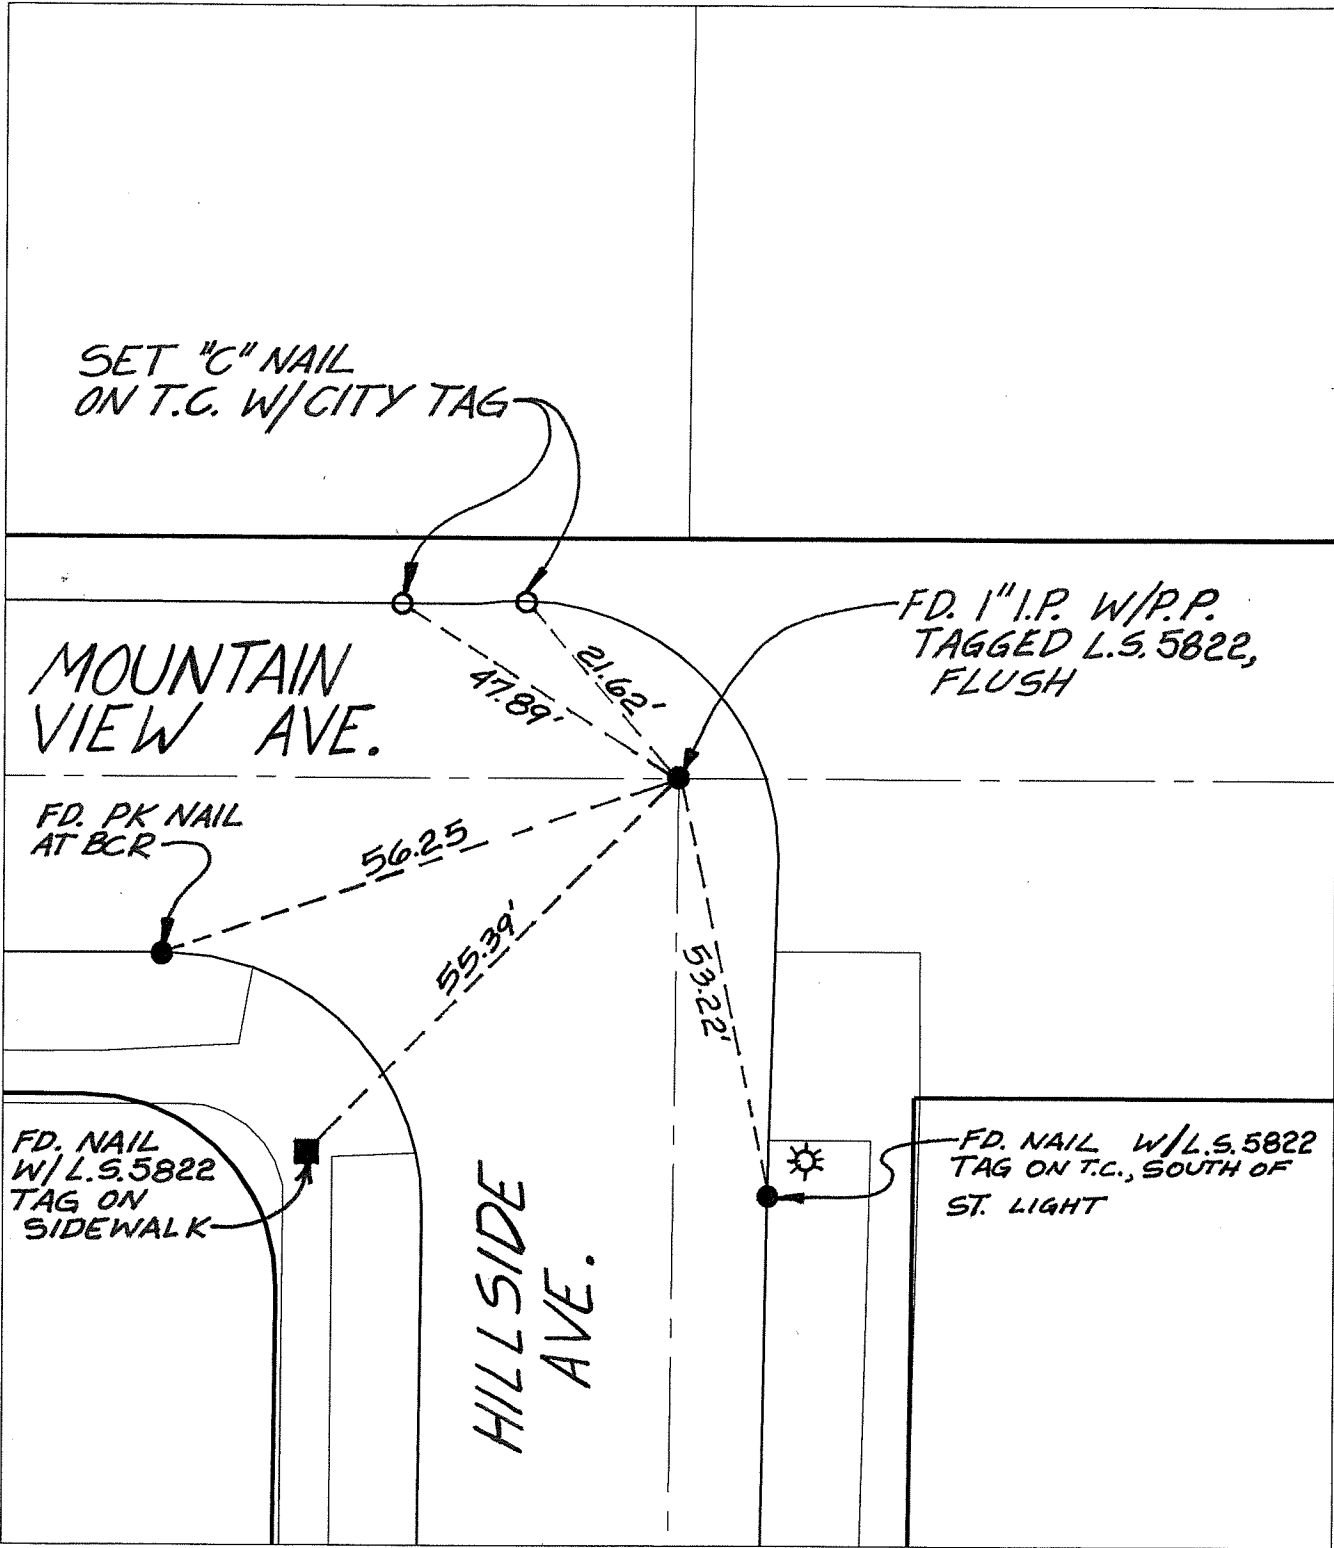 SET "C" NAIL
ON T.C. W/CITY TAG
FD. 1" I.P. W/P.P.
TAGGED L.S. 5822,
FLUSH
MOUNTAIN
VIEW AVE.
21.62'
47.89'
FD. PK NAIL
AT BCR
56.25
55.39'
53.22'
FD. NAIL
W/ L.S. 5822
TAG ON
SIDEWALK
FD. NAIL W/L.S. 5822
TAG ON T.C., SOUTH OF
ST. LIGHT
HILLSIDE
AVE.